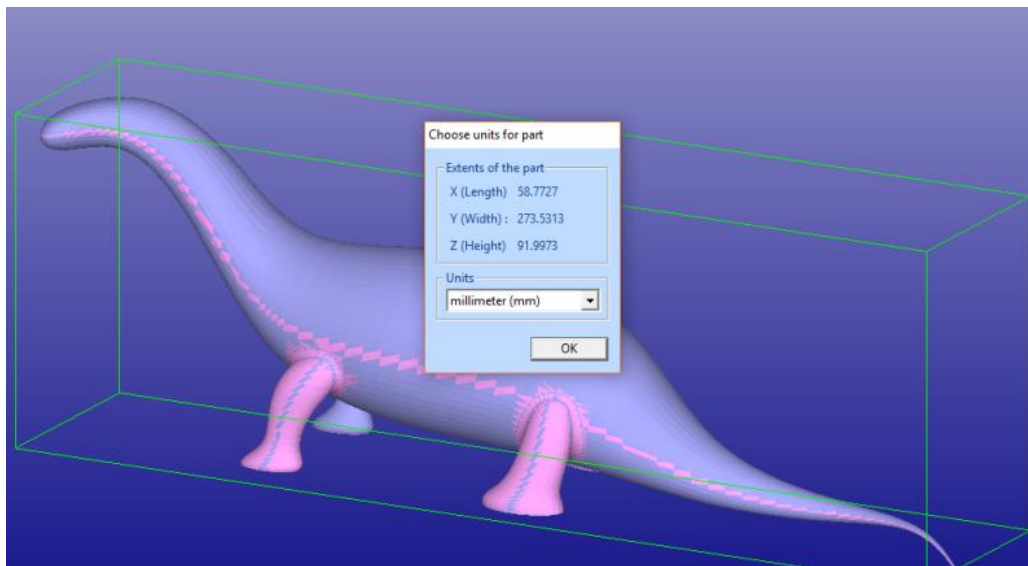 Choose units for part
Extents of the part
X (Length) 58.7727
Y (Width) : 273.5313
Z (Height) 91.9973
Units
millimeter (mm)
OK